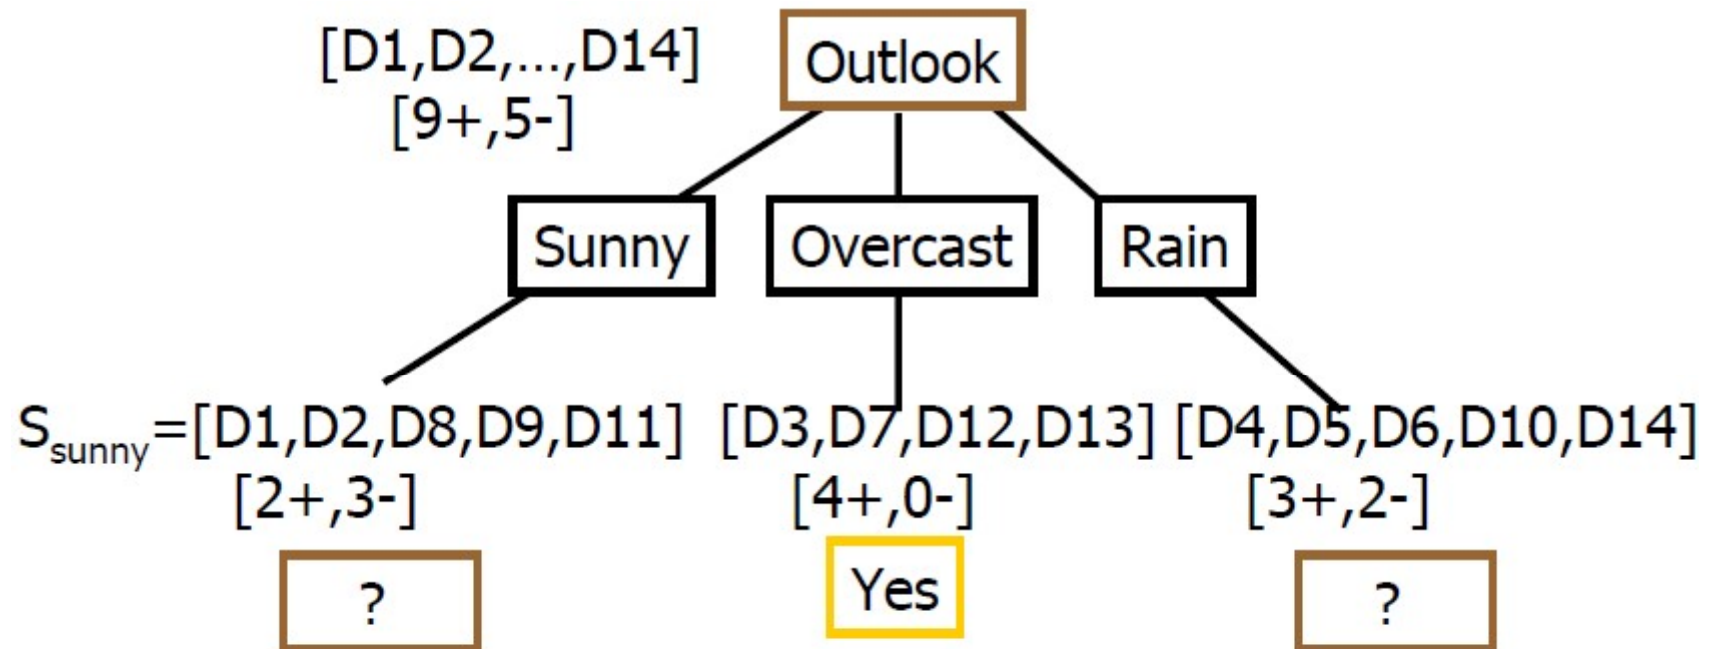 [D1,D2,...,D14]
[9+,5-]
Outlook
Sunny
Overcast
Rain
S_sunny=[D1,D2,D8,D9,D11]
[D3,D7,D12,D13]
[D4,D5,D6,D10,D14]
[2+,3-]
[4+,0-]
[3+,2-]
?
Yes
?